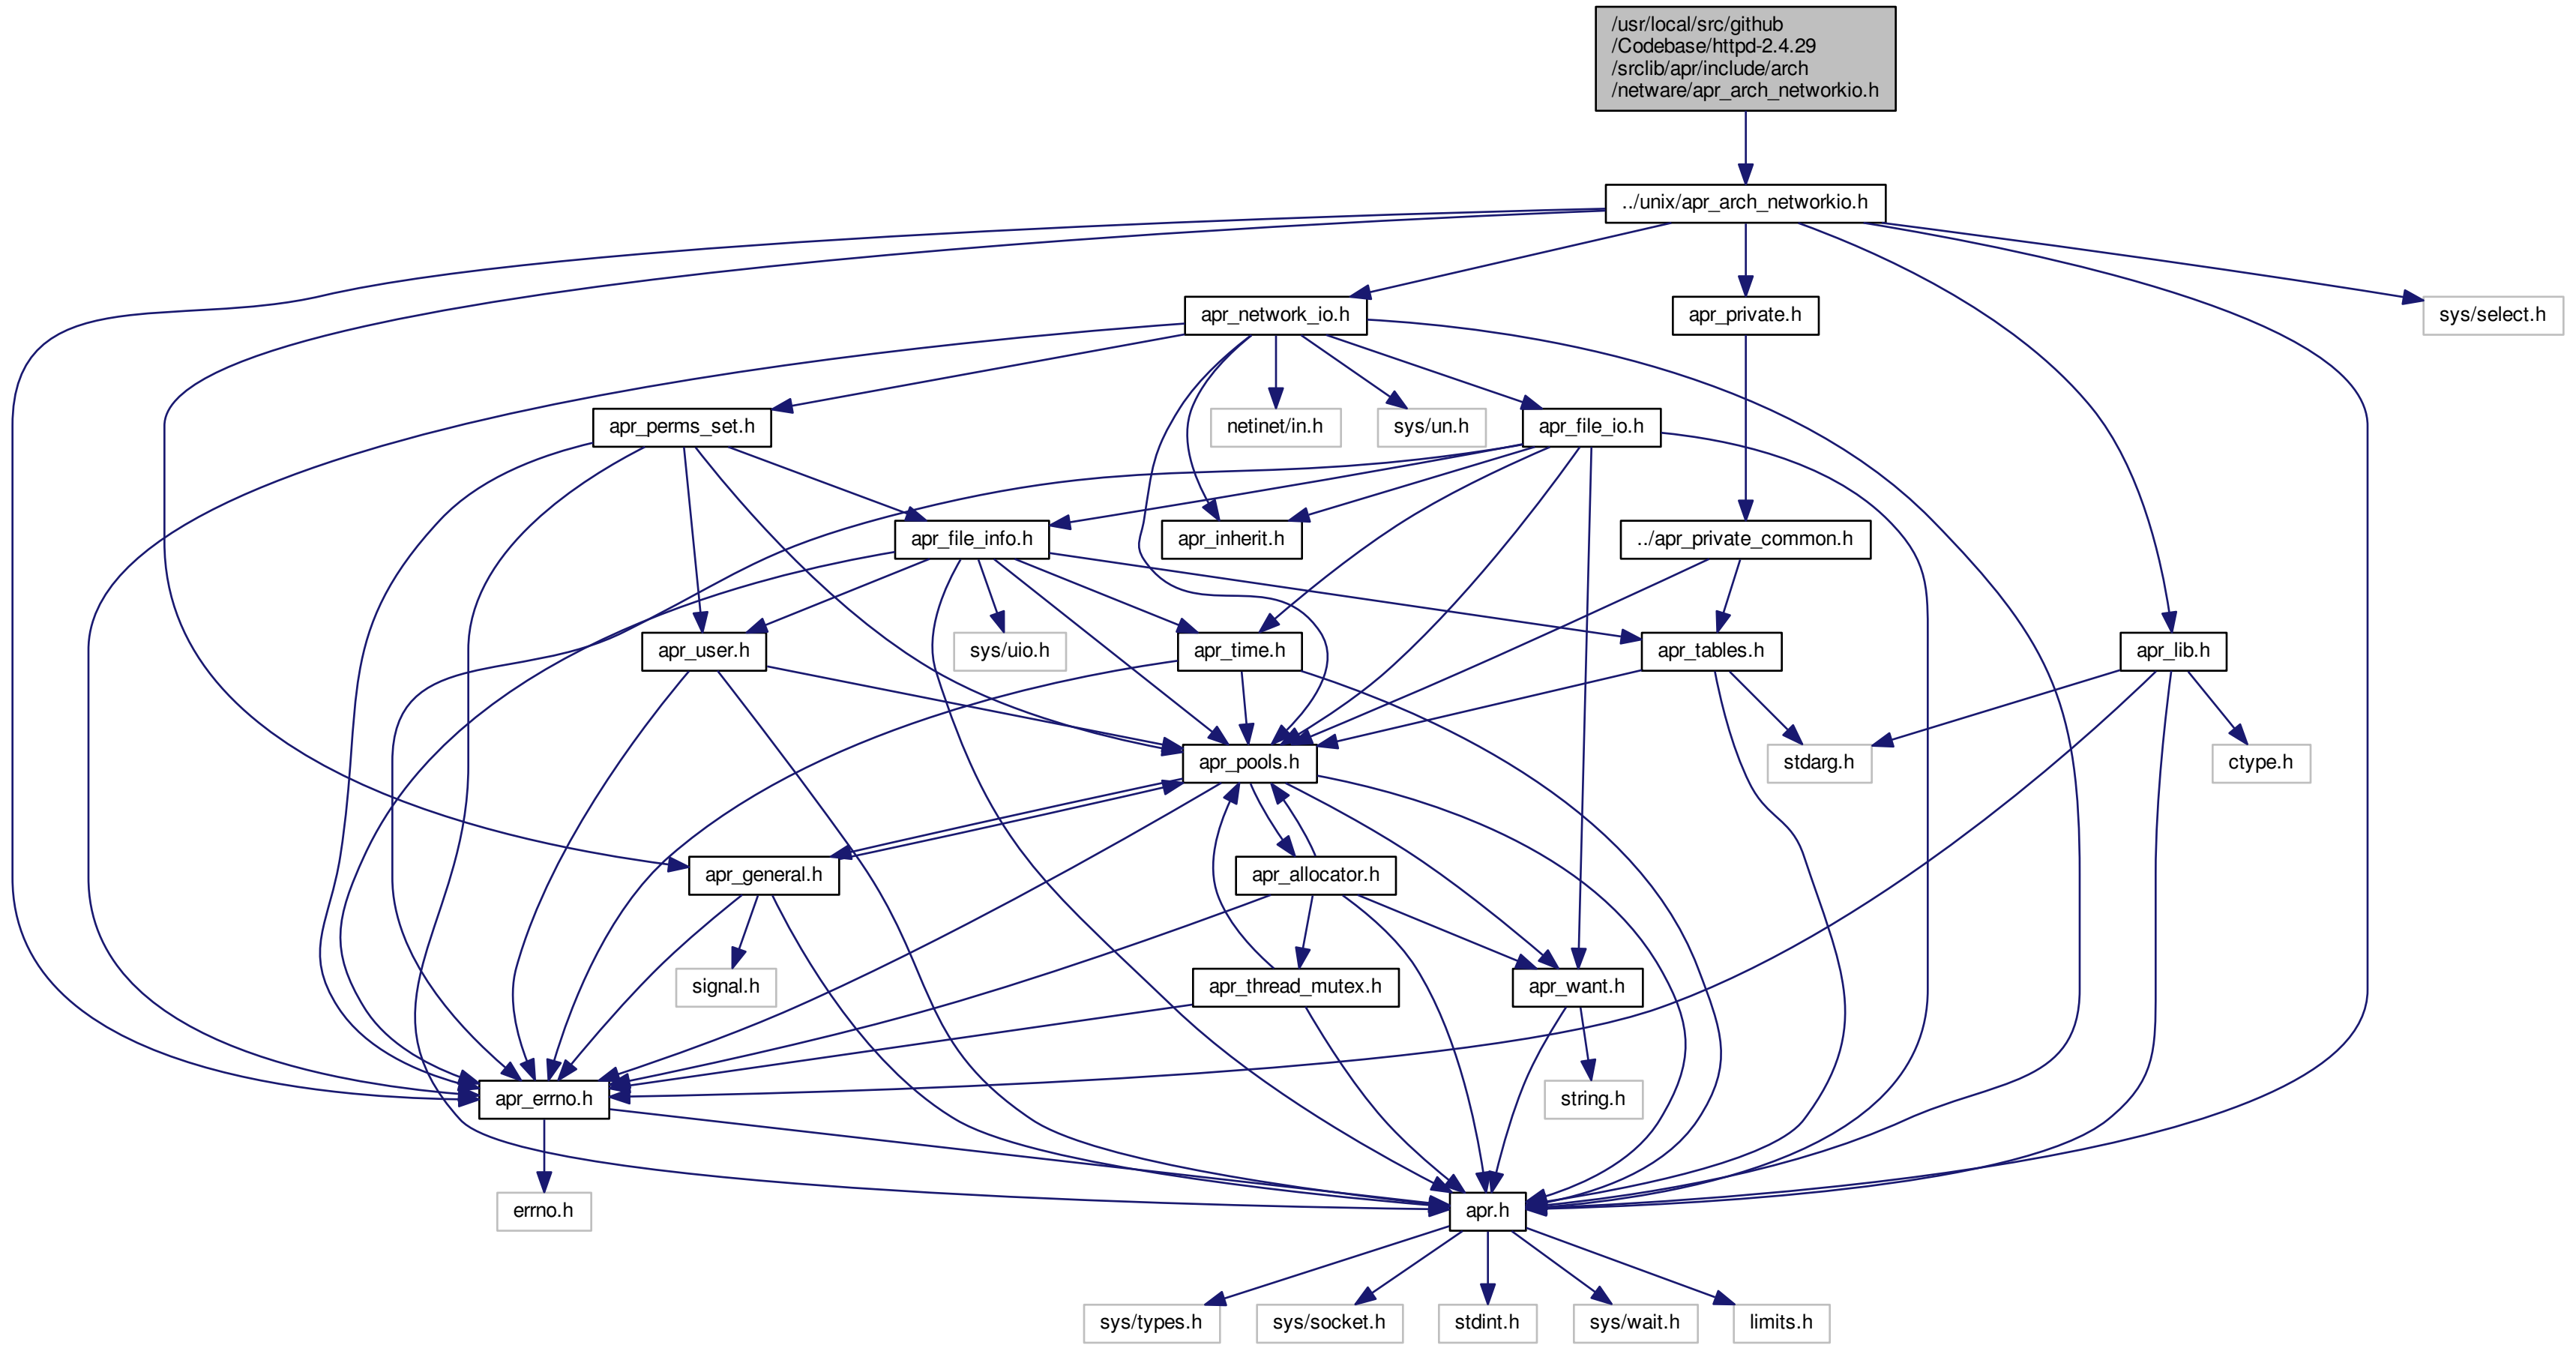 /usr/local/src/github
/Codebase/httpd-2.4.29
/srclib/apr/include/arch
/netware/apr_arch_networkio.h
../unix/apr_arch_networkio.h
apr_network_io.h
apr_private.h
sys/select.h
apr_perms_set.h
netinet/in.h
sys/un.h
apr_file_io.h
apr_file_info.h
apr_inherit.h
../apr_private_common.h
apr_user.h
sys/uio.h
apr_time.h
apr_tables.h
apr_lib.h
apr_pools.h
stdarg.h
ctype.h
apr_general.h
apr_allocator.h
signal.h
apr_thread_mutex.h
apr_want.h
apr_errno.h
string.h
errno.h
apr.h
sys/types.h
sys/socket.h
stdint.h
sys/wait.h
limits.h